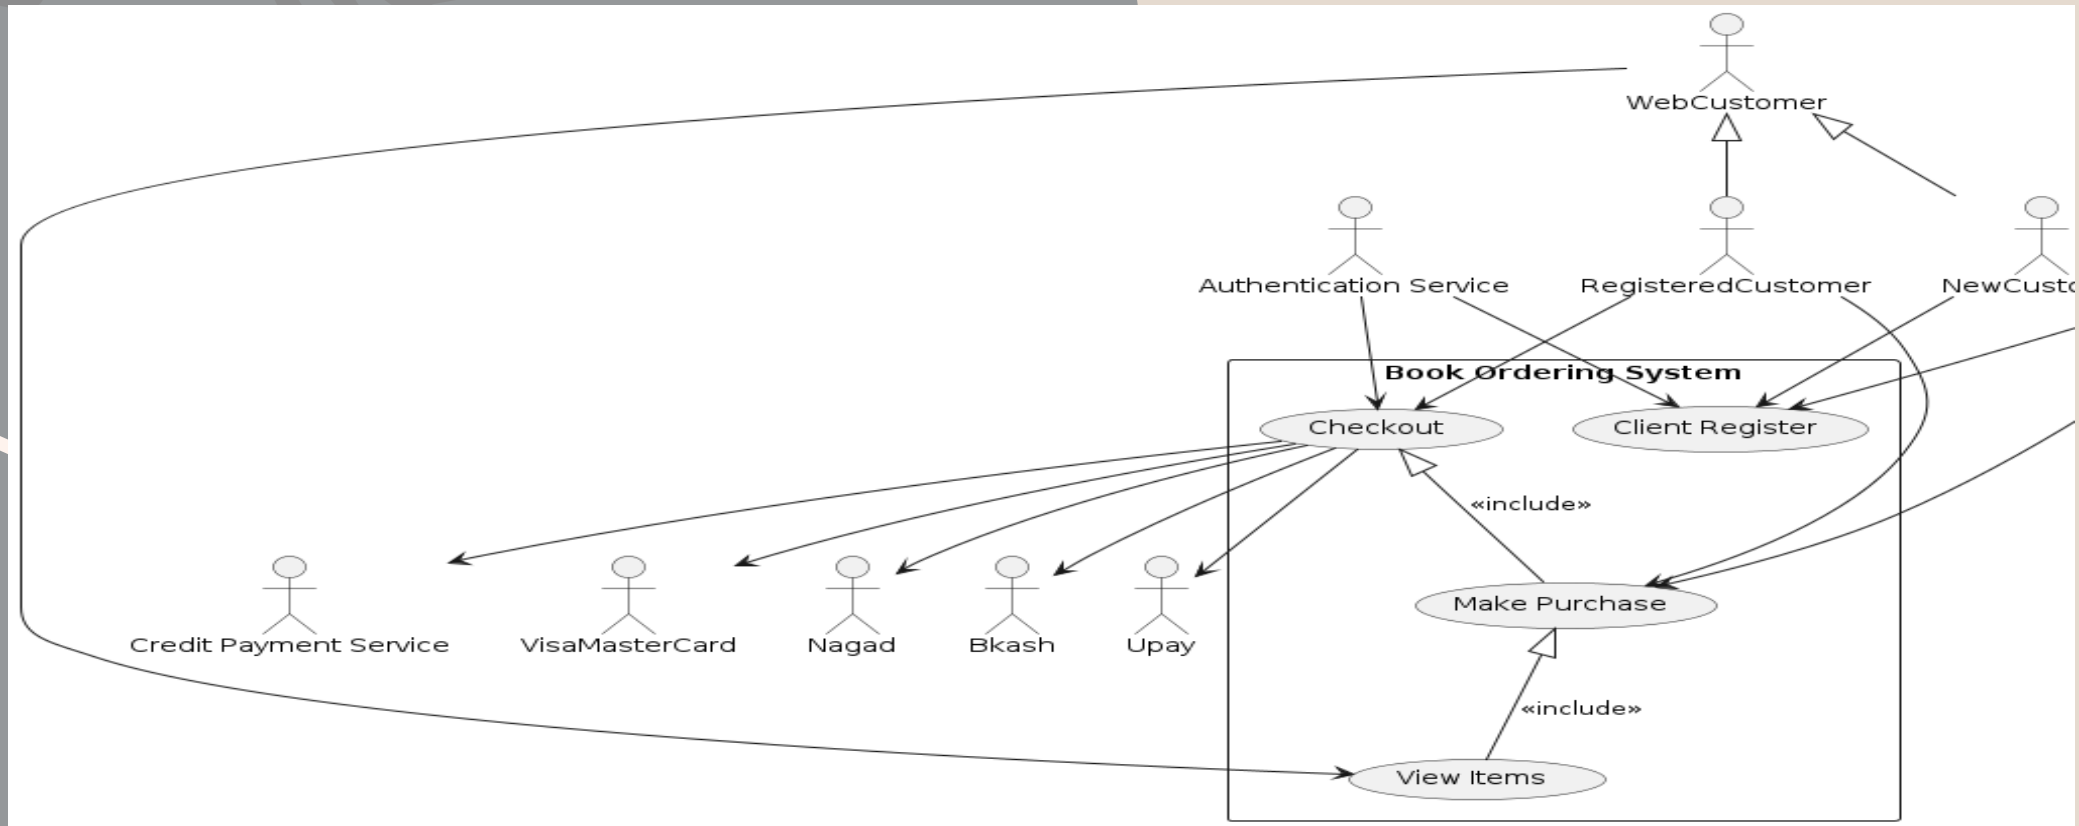 WebCustomer
Authentication Service
RegisteredCustomer
NewCusto
Book Ordering System
Checkout
Client Register
«include»
Make Purchase
Credit Payment Service
VisaMasterCard
Nagad
Bkash
Upay
«include»
View Items